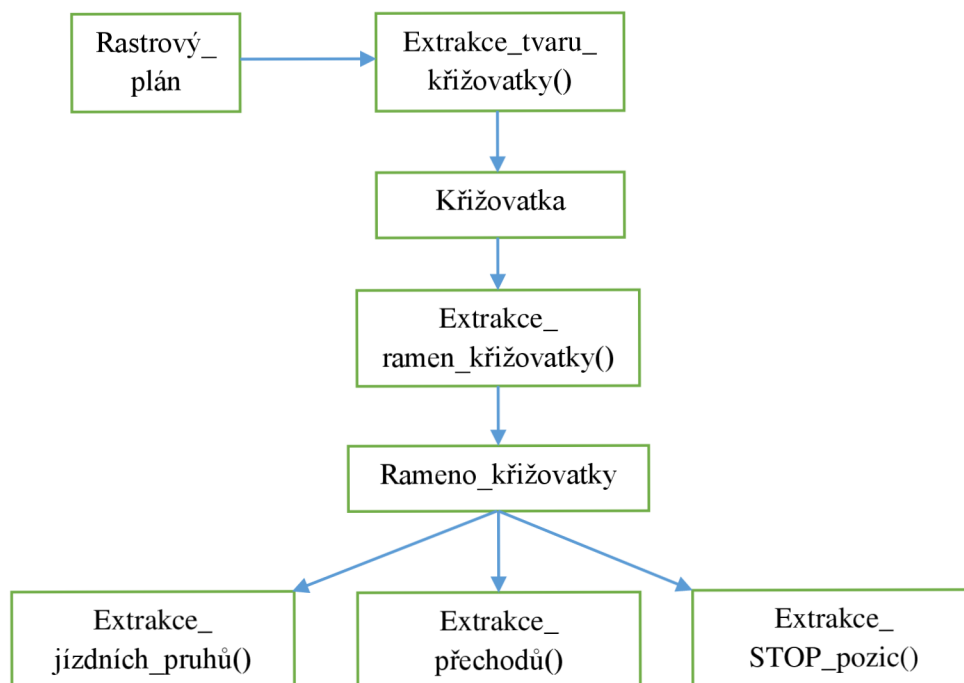 Rastrový_
plán
Extrakce_tvaru_
křižovatky()
Křižovatka
Extrakce_
ramen_křižovatky()
Rameno_křižovatky
Extrakce_
jízdních_pruhů()
Extrakce_
přechodů()
Extrakce_
STOP_pozic()